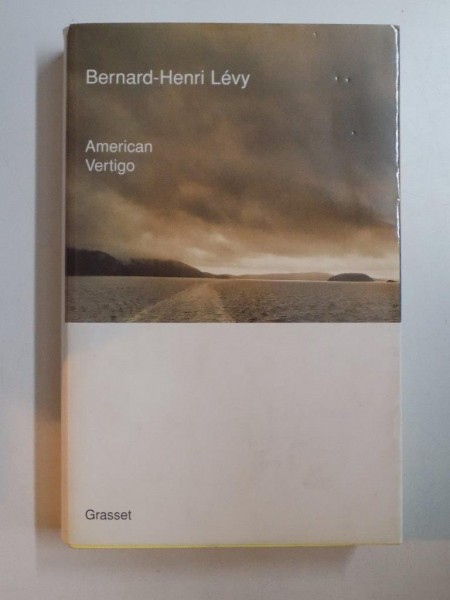 Bernard-Henri Lévy
American
Vertigo
Grasset